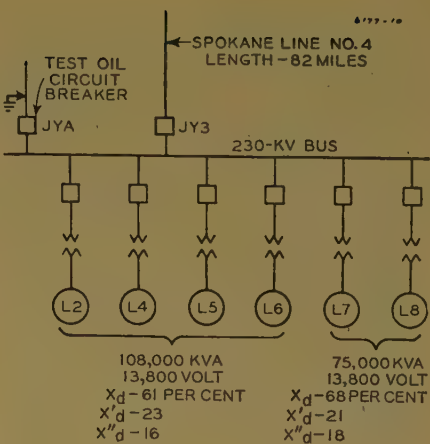 6177-10
SPOKANE LINE NO. 4
LENGTH-82 MILES
TEST OIL
CIRCUIT
BREAKER
JYA
JY3
230-KV BUS
L2
L4
L5
L6
L7
L8
108,000 KVA
13,800 VOLT
Xd-61 PER CENT
X'd-23
X"d-16
75,000 KVA
13,800 VOLT
Xd-68 PER CENT
X'd-21
X"d-18